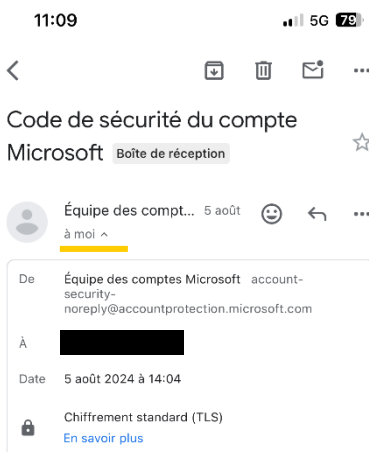 11:09 5G 79
Code de sécurité du compte
Microsoft Boîte de réception
Équipe des compt... 5 août
à moi
De Équipe des comptes Microsoft account-
security-
noreply@accountprotection.microsoft.com
À
Date 5 août 2024 à 14:04
Chiffrement standard (TLS)
En savoir plus